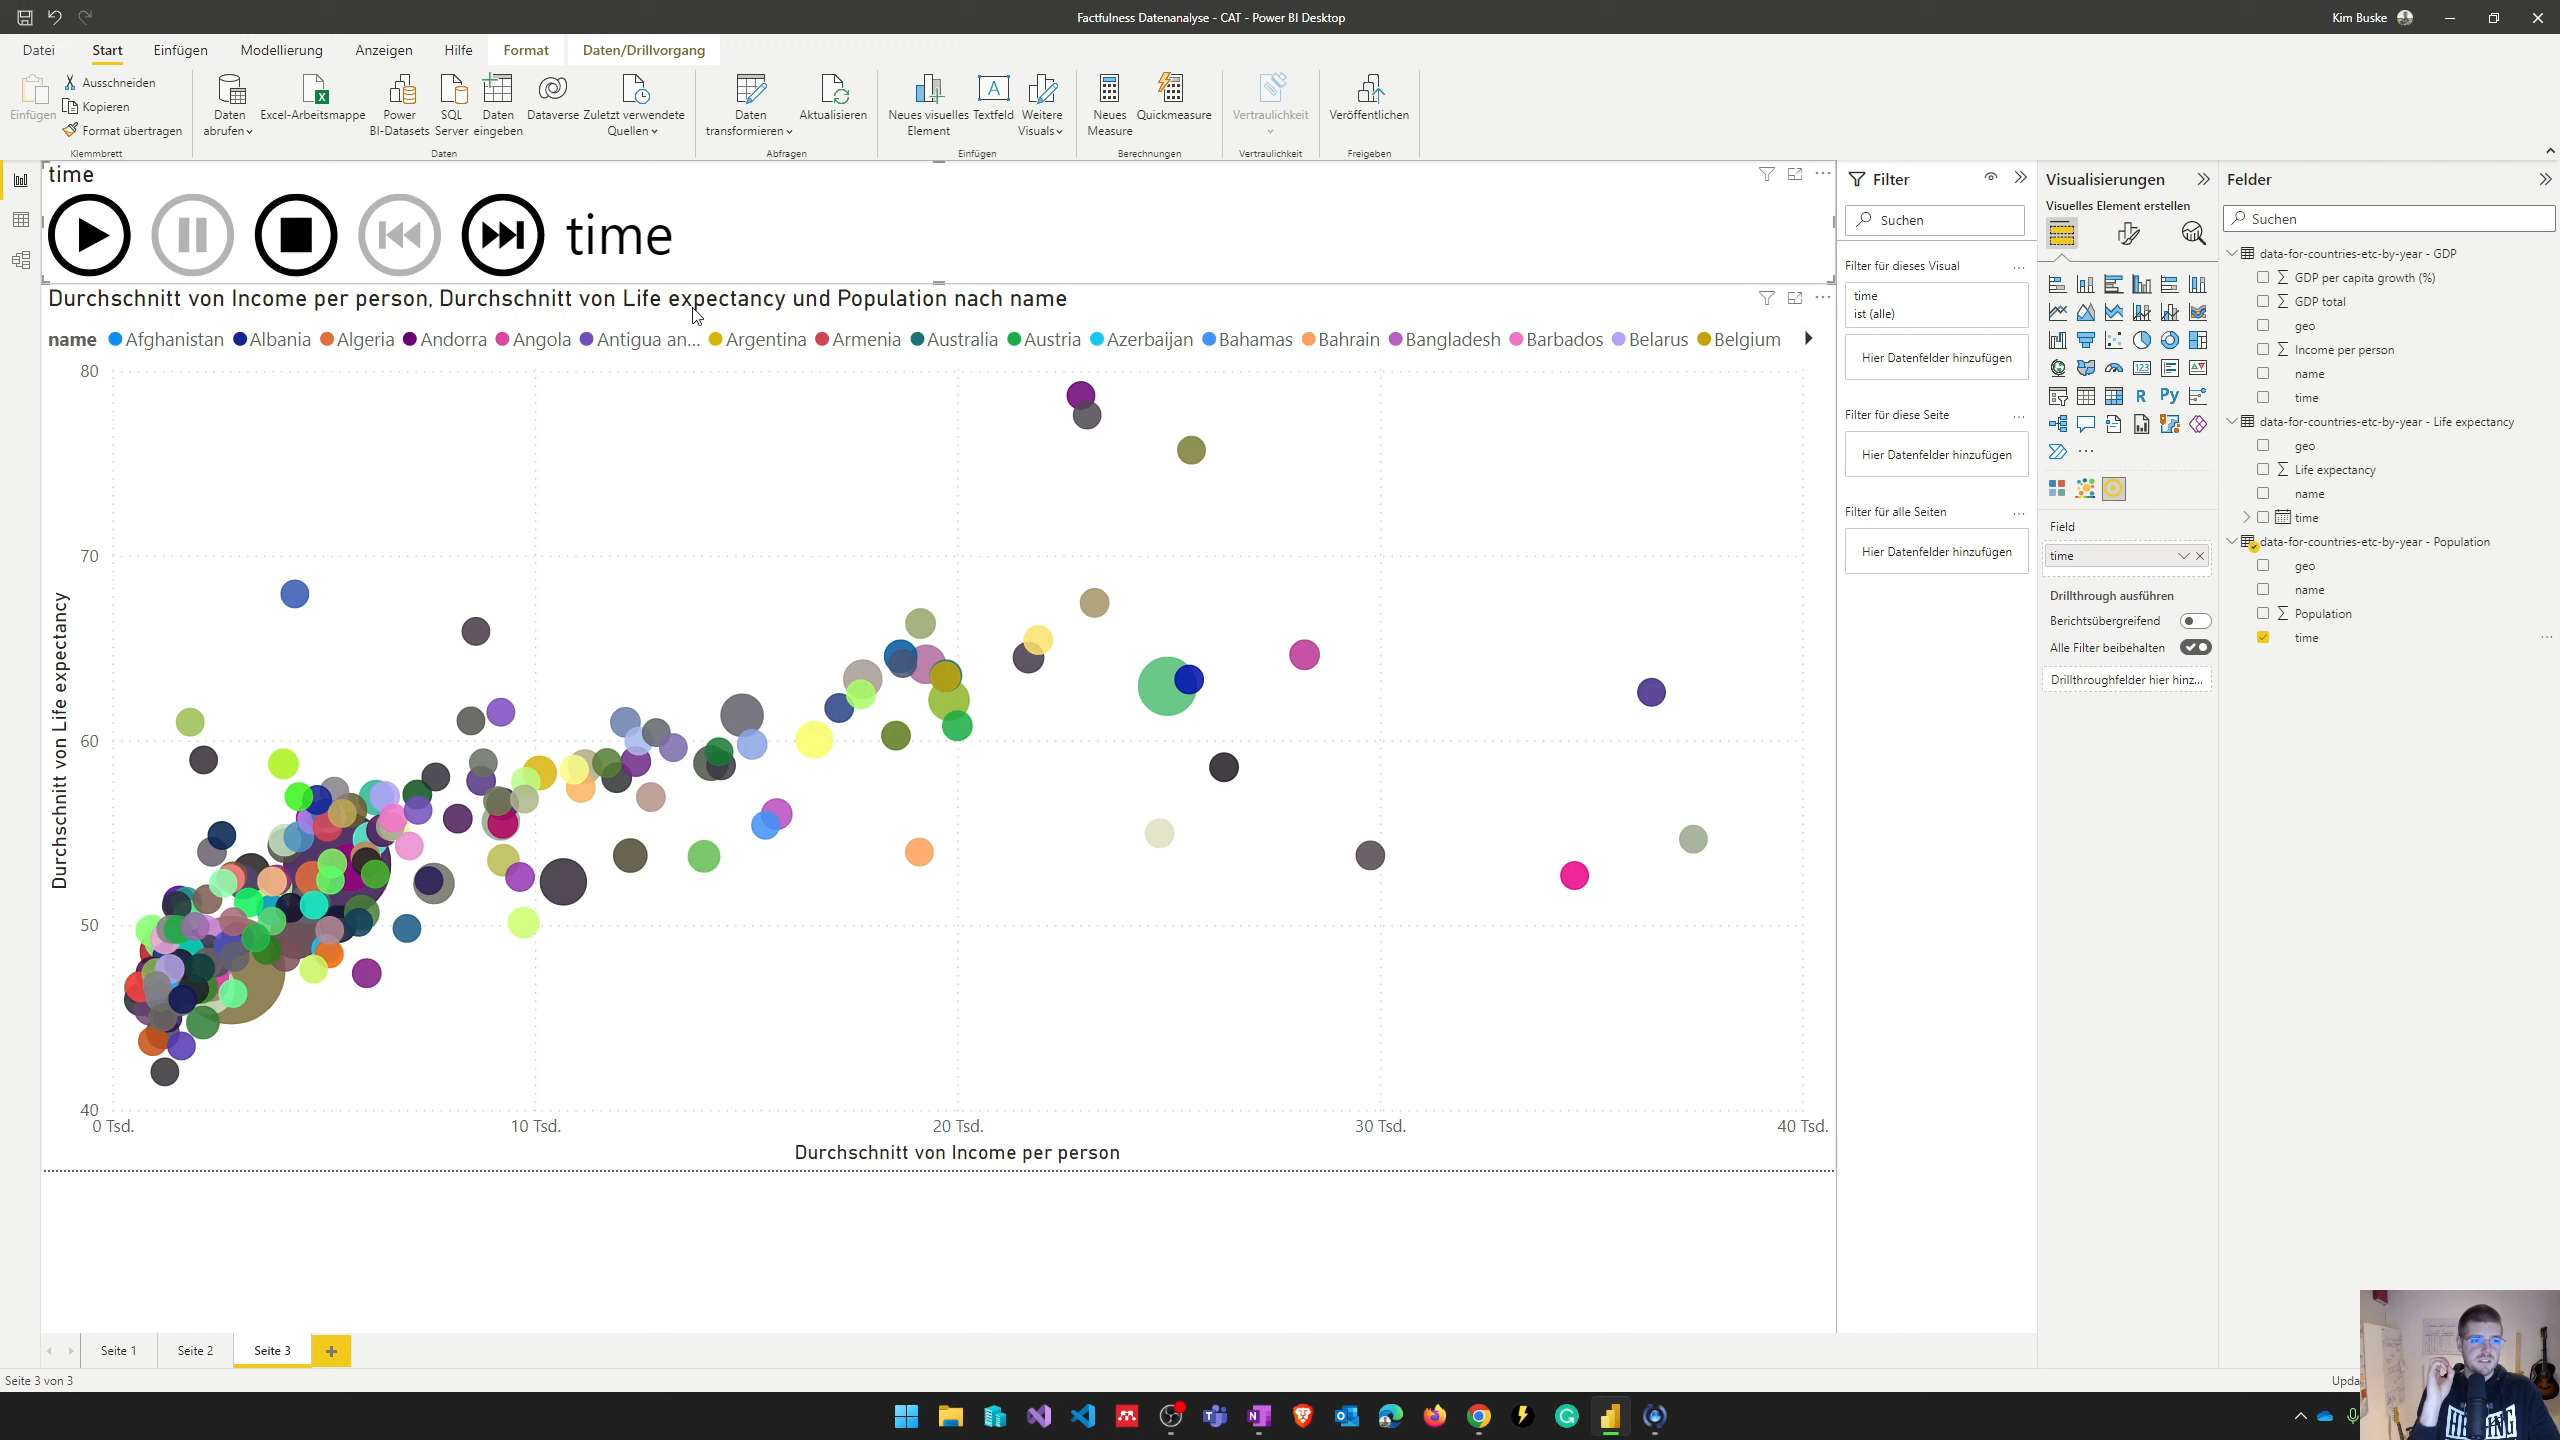 Factfulness Datenanalyse - CAT - Power BI Desktop
Kim Buske
Datei
Start
Einfügen
Modellierung
Anzeigen
Hilfe
Format
Daten/Drillvorgang
Einfügen
Ausschneiden
Kopieren
Format übertragen
Klemmbrett
Daten abrufen
Excel-Arbeitsmappe
Power BI-Datasets
SQL Server
Daten eingeben
Dataverse
Zuletzt verwendete Quellen
Daten
Daten transformieren
Aktualisieren
Abfragen
Neues visuelles Element
Textfeld
Weitere Visuals
Einfügen
Neues Measure
Quickmeasure
Berechnungen
Vertraulichkeit
Vertraulichkeit
Veröffentlichen
Freigeben
time
time
Durchschnitt von Income per person, Durchschnitt von Life expectancy und Population nach name
name Afghanistan Albania Algeria Andorra Angola Antigua an... Argentina Armenia Australia Austria Azerbaijan Bahamas Bahrain Bangladesh Barbados Belarus Belgium
80
70
60
50
40
Durchschnitt von Life expectancy
0 Tsd.
10 Tsd.
20 Tsd.
30 Tsd.
40 Tsd.
Durchschnitt von Income per person
Filter
Suchen
Filter für dieses Visual
time
ist (alle)
Hier Datenfelder hinzufügen
Filter für diese Seite
Hier Datenfelder hinzufügen
Filter für alle Seiten
Hier Datenfelder hinzufügen
Visualisierungen
Visuelles Element erstellen
123
R
Py
Field
time
Drillthrough ausführen
Berichtsübergreifend
Alle Filter beibehalten
Drillthroughfelder hier hinz...
Felder
Suchen
data-for-countries-etc-by-year - GDP
GDP per capita growth (%)
GDP total
geo
Income per person
name
time
data-for-countries-etc-by-year - Life expectancy
geo
Life expectancy
name
time
data-for-countries-etc-by-year - Population
geo
name
Population
time
Seite 1
Seite 2
Seite 3
Seite 3 von 3